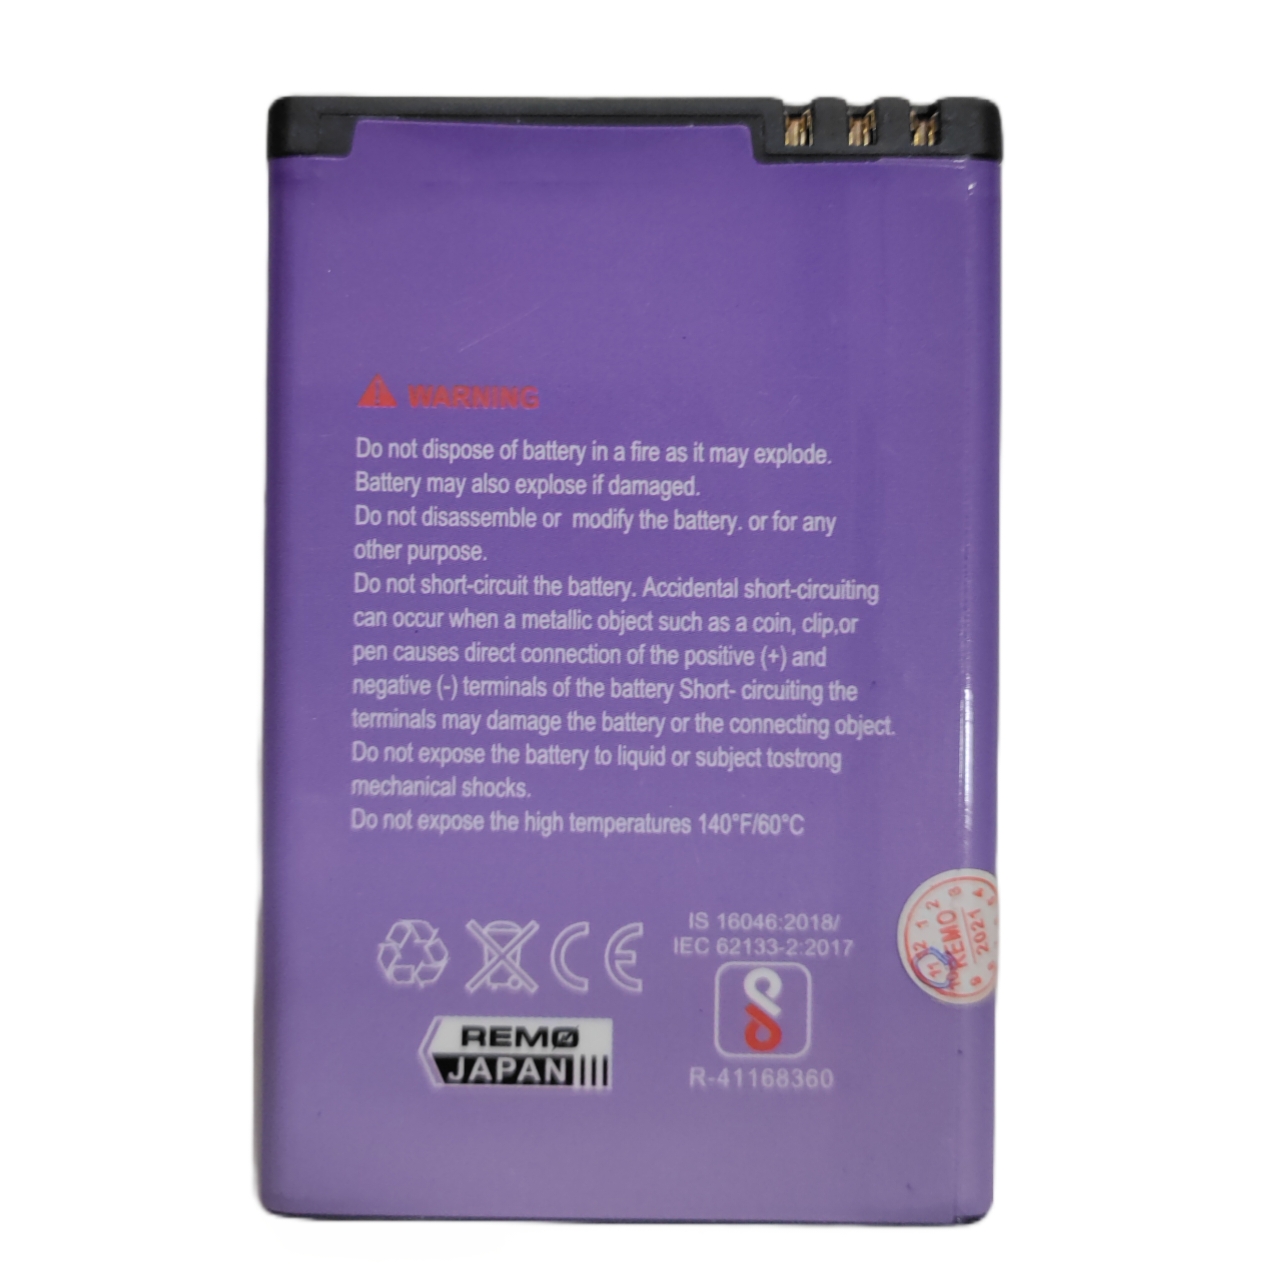 WARNING
Do not dispose of battery in a fire as it may explode.
Battery may also explose if damaged.
Do not disassemble or modify the battery. or for any
other purpose.
Do not short-circuit the battery. Accidental short-circuiting
can occur when a metallic object such as a coin, clip,or
pen causes direct connection of the positive (+) and
negative (-) terminals of the battery Short- circuiting the
terminals may damage the battery or the connecting object.
Do not expose the battery to liquid or subject tostrong
mechanical shocks.
Do not expose the high temperatures 140°F/60°C
IS 16046:2018/
IEC 62133-2:2017
CE
REMO
JAPAN
R-41168360
REMO
2021